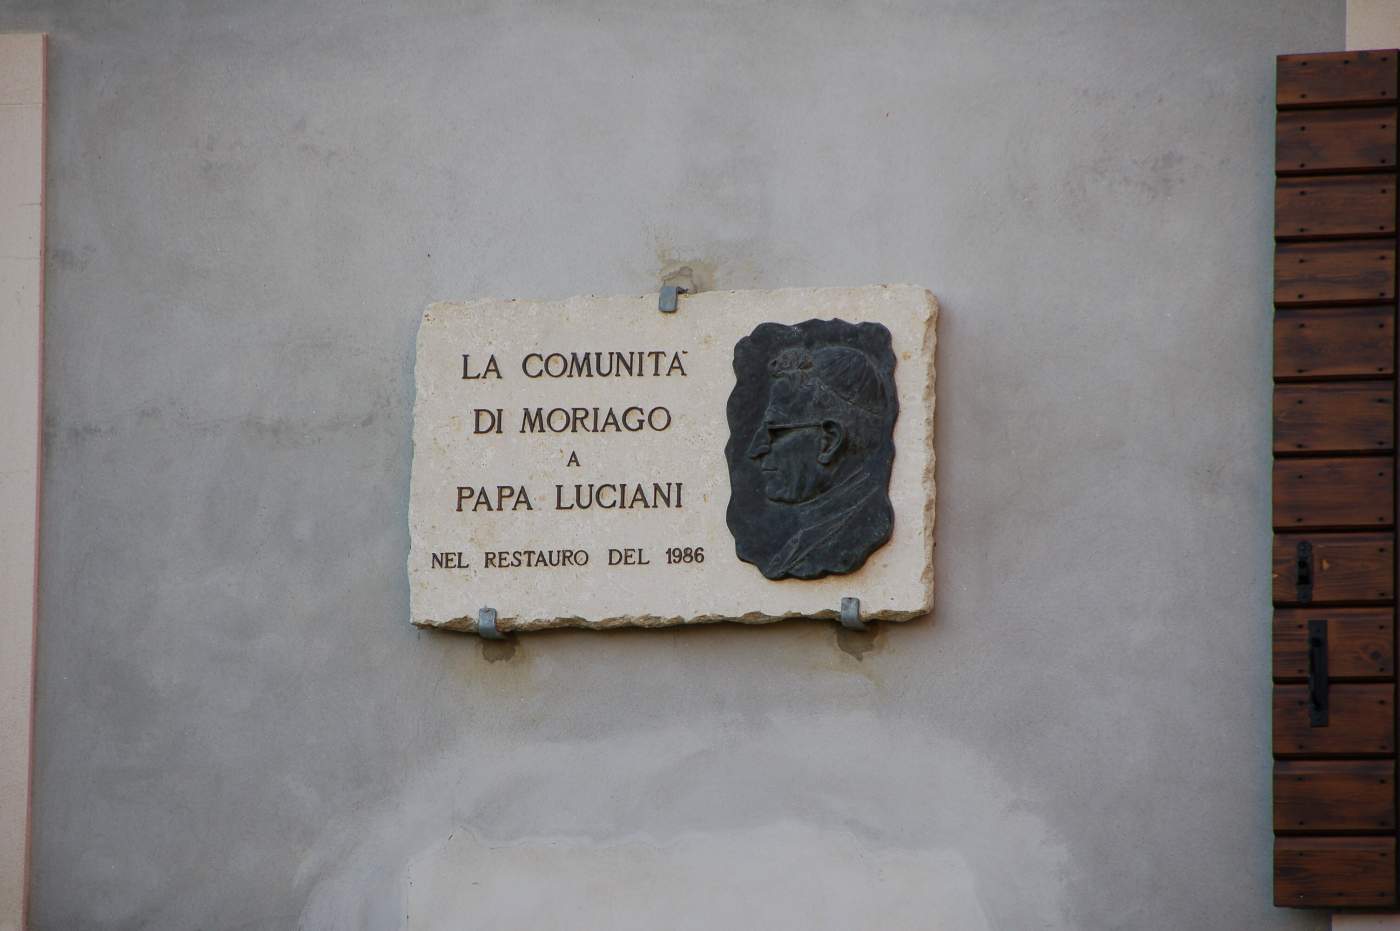 LA COMUNITÀ
DI MORIAGO
A
PAPA LUCIANI
NEL RESTAURO DEL 1986